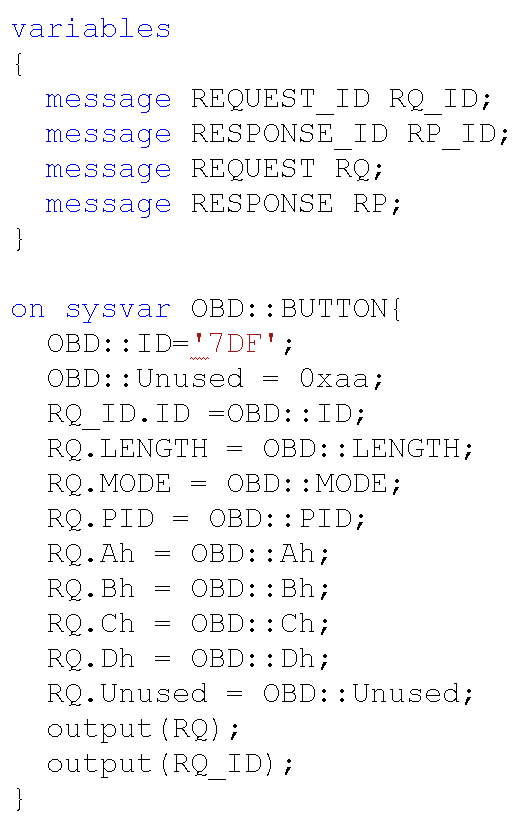 variables
{
  message REQUEST_ID RQ_ID;
  message RESPONSE_ID RP_ID;
  message REQUEST RQ;
  message RESPONSE RP;
}

on sysvar OBD::BUTTON{
  OBD::ID='7DF';
  OBD::Unused = 0xaa;
  RQ_ID.ID =OBD::ID;
  RQ.LENGTH = OBD::LENGTH;
  RQ.MODE = OBD::MODE;
  RQ.PID = OBD::PID;
  RQ.Ah = OBD::Ah;
  RQ.Bh = OBD::Bh;
  RQ.Ch = OBD::Ch;
  RQ.Dh = OBD::Dh;
  RQ.Unused = OBD::Unused;
  output(RQ);
  output(RQ_ID);
}